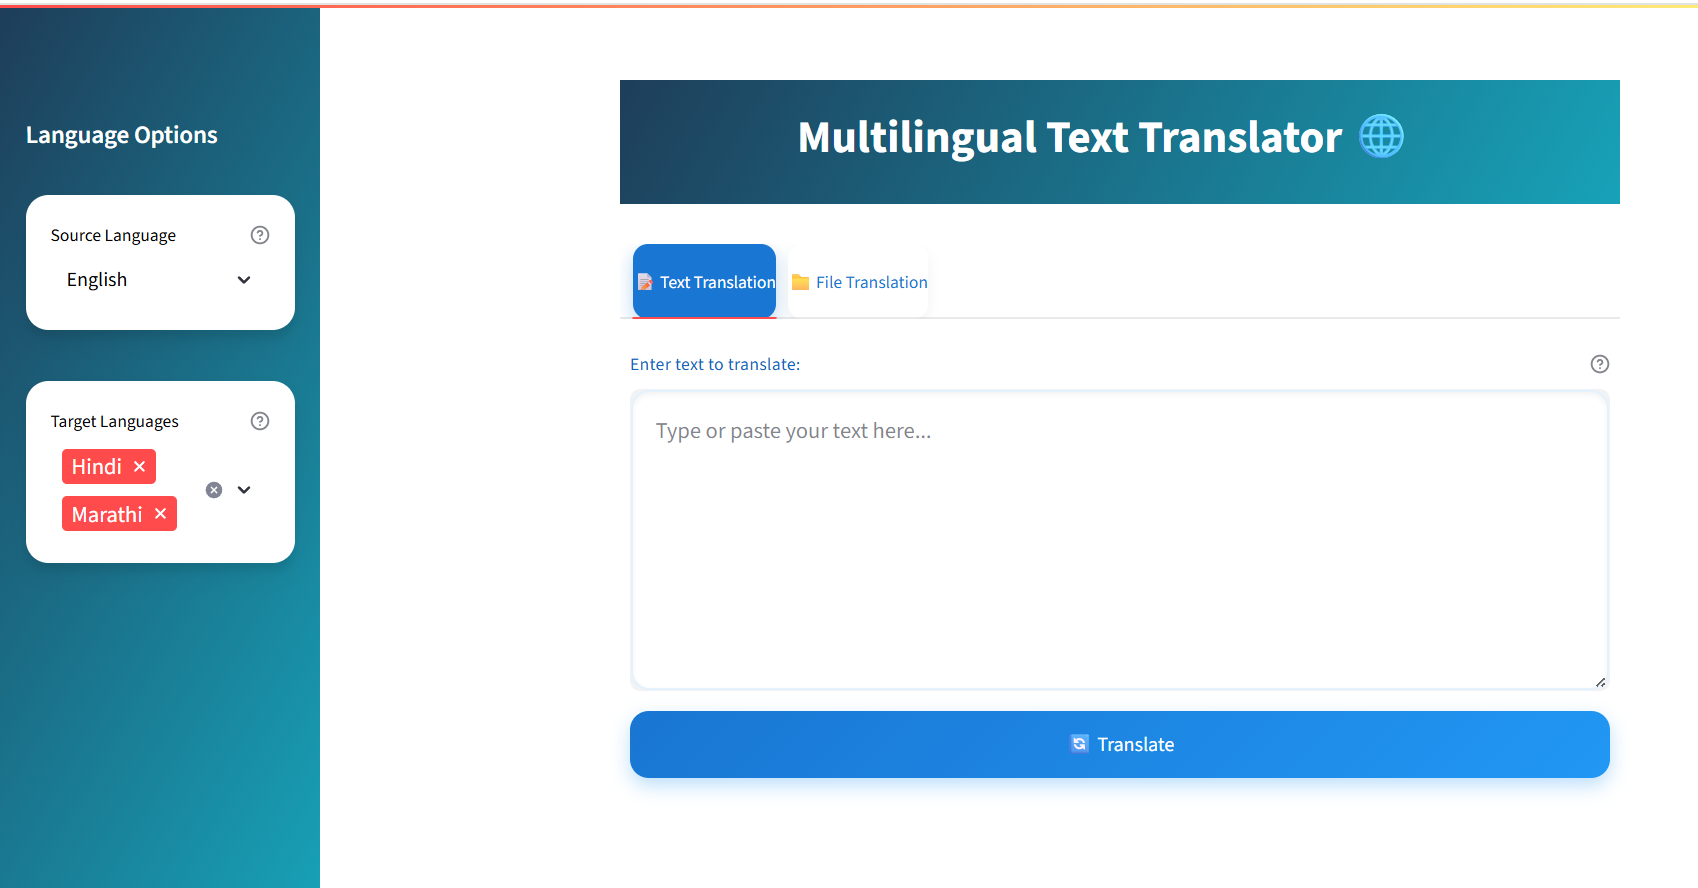 Language Options
Source Language
English
Target Languages
Hindi
Marathi
Multilingual Text Translator
Text Translation
File Translation
Enter text to translate:
Type or paste your text here...
Translate